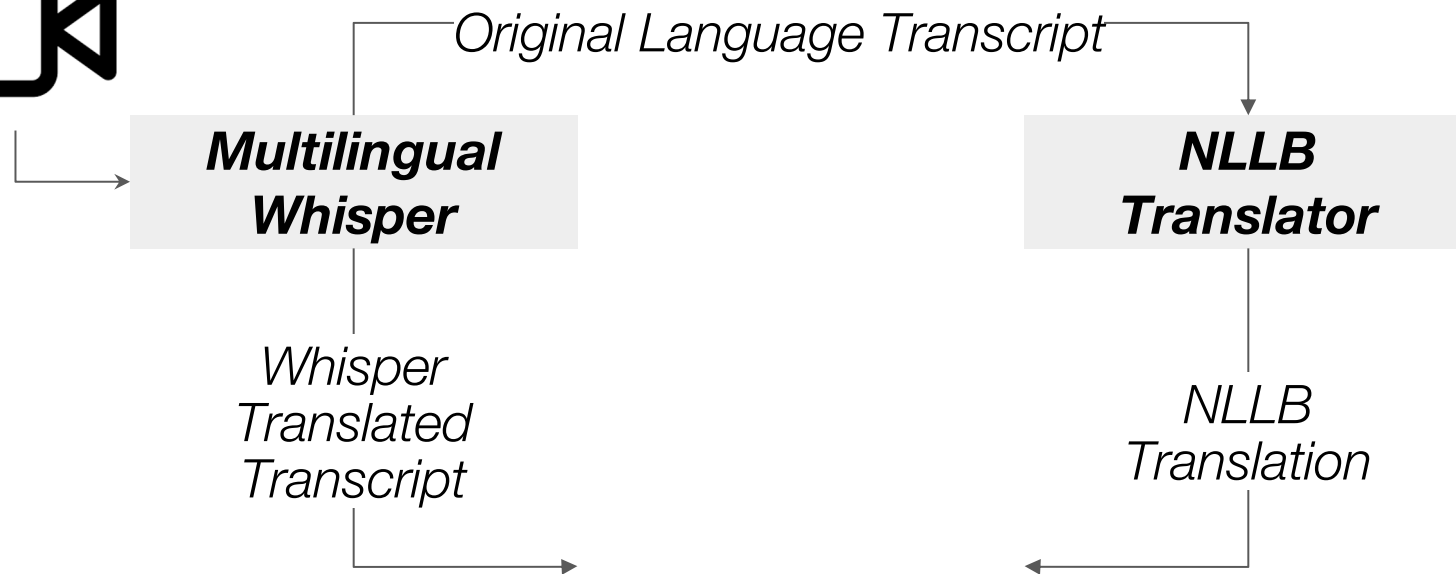 Original Language Transcript
Multilingual
Whisper
NLLB
Translator
Whisper
Translated
Transcript
NLLB
Translation